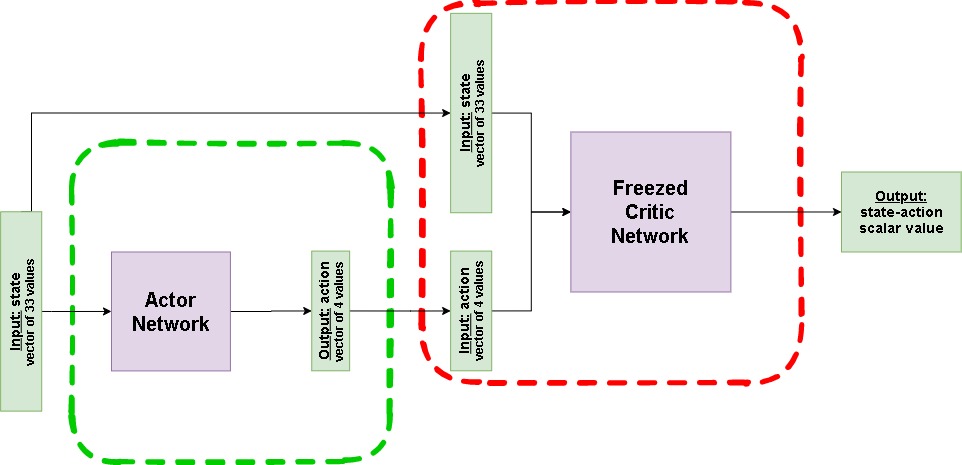 Input: state
vector of 33 values
Actor
Network
Output: action
vector of 4 values
Input: state
vector of 33 values
Input: action
vector of 4 values
Freezed
Critic
Network
Output:
state-action
scalar value